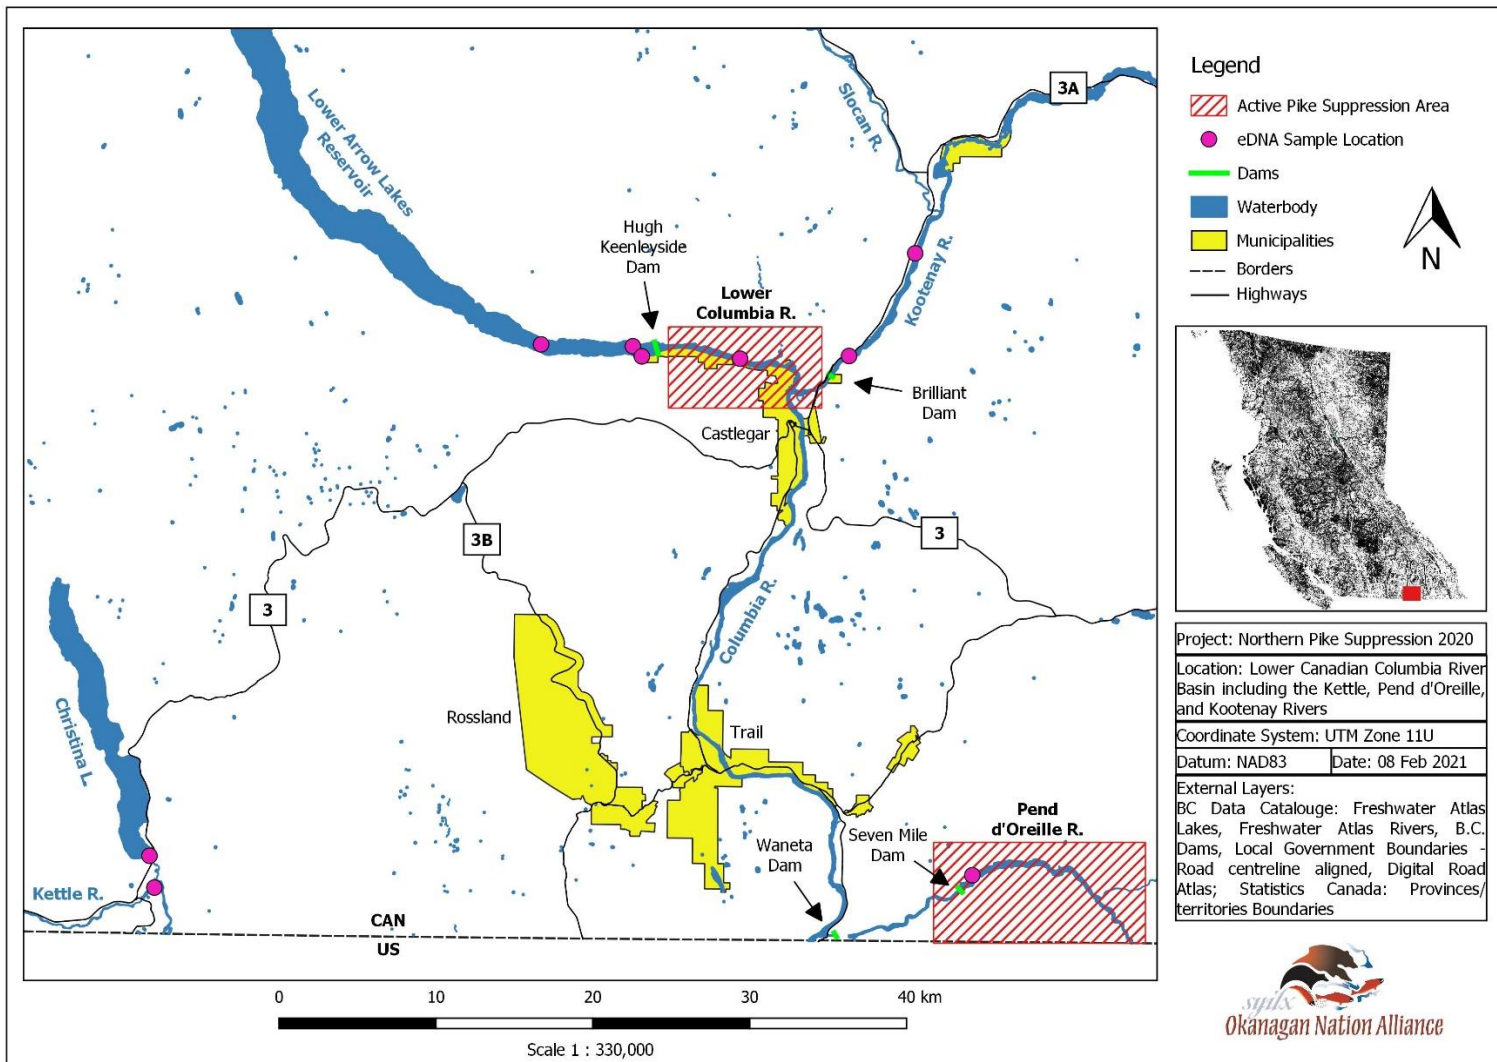 Lower Arrow Lakes
Reservoir
Slocan R.
3A
Kootenay R.
Hugh
Keenleyside
Dam
Lower
Columbia R.
Brilliant
Dam
Castlegar
3B
3
3
Columbia R.
Christina L.
Rossland
Trail
Pend
d'Oreille R.
Waneta
Dam
Seven Mile
Dam
Kettle R.
CAN
US
0 10 20 30 40 km
Scale 1 : 330,000
Legend
Active Pike Suppression Area
eDNA Sample Location
Dams
Waterbody
Municipalities
Borders
Highways
N
Project: Northern Pike Suppression 2020
Location: Lower Canadian Columbia River
Basin including the Kettle, Pend d'Oreille,
and Kootenay Rivers
Coordinate System: UTM Zone 11U
Datum: NAD83 Date: 08 Feb 2021
External Layers:
BC Data Catalouge: Freshwater Atlas
Lakes, Freshwater Atlas Rivers, B.C.
Dams, Local Government Boundaries -
Road centreline aligned, Digital Road
Atlas; Statistics Canada: Provinces/
territories Boundaries
syilx
Okanagan Nation Alliance